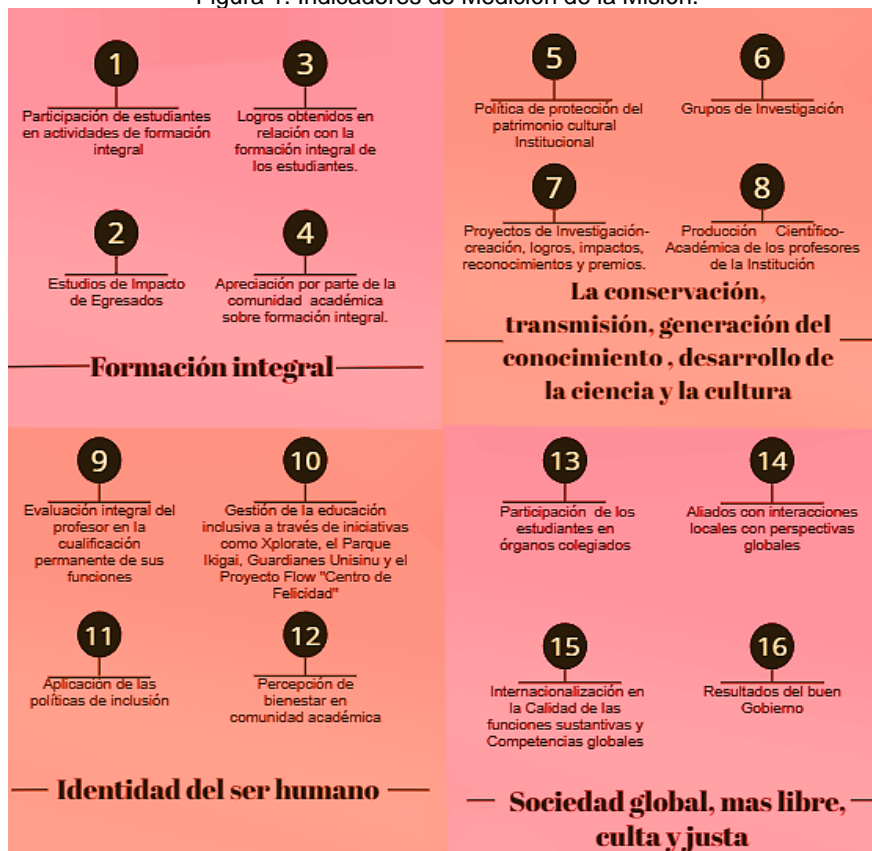 Figura 1. Indicadores de Medición de la Misión.
1
Participación de estudiantes
en actividades de formación
integral
3
Logros obtenidos en
relación con la
formación integral de
los estudiantes.
2
Estudios de Impacto
de Egresados
4
Apreciación por parte de la
comunidad académica
sobre formación integral.
Formación integral
5
Política de protección del
patrimonio cultural
Institucional
6
Grupos de Investigación
7
Proyectos de Investigación-
creación, logros, impactos,
reconocimientos y premios.
8
Producción Científico-
Académica de los profesores
de la Institución
La conservación,
transmisión, generación del
conocimiento , desarrollo de
la ciencia y la cultura
9
Evaluación integral del
profesor en la
cualificación
permanente de sus
funciones
10
Gestión de la educación
inclusiva a través de iniciativas
como Xplorate, el Parque
Ikigai, Guardianes Unisinu y el
Proyecto Flow "Centro de
Felicidad"
11
Aplicación de las
políticas de inclusión
12
Percepción de
bienestar en
comunidad académica
Identidad del ser humano
13
Participación de los
estudiantes en
órganos colegiados
14
Aliados con interacciones
locales con perspectivas
globales
15
Internacionalización en
la Calidad de las
funciones sustantivas y
Competencias globales
16
Resultados del buen
Gobierno
Sociedad global, mas libre,
culta y justa